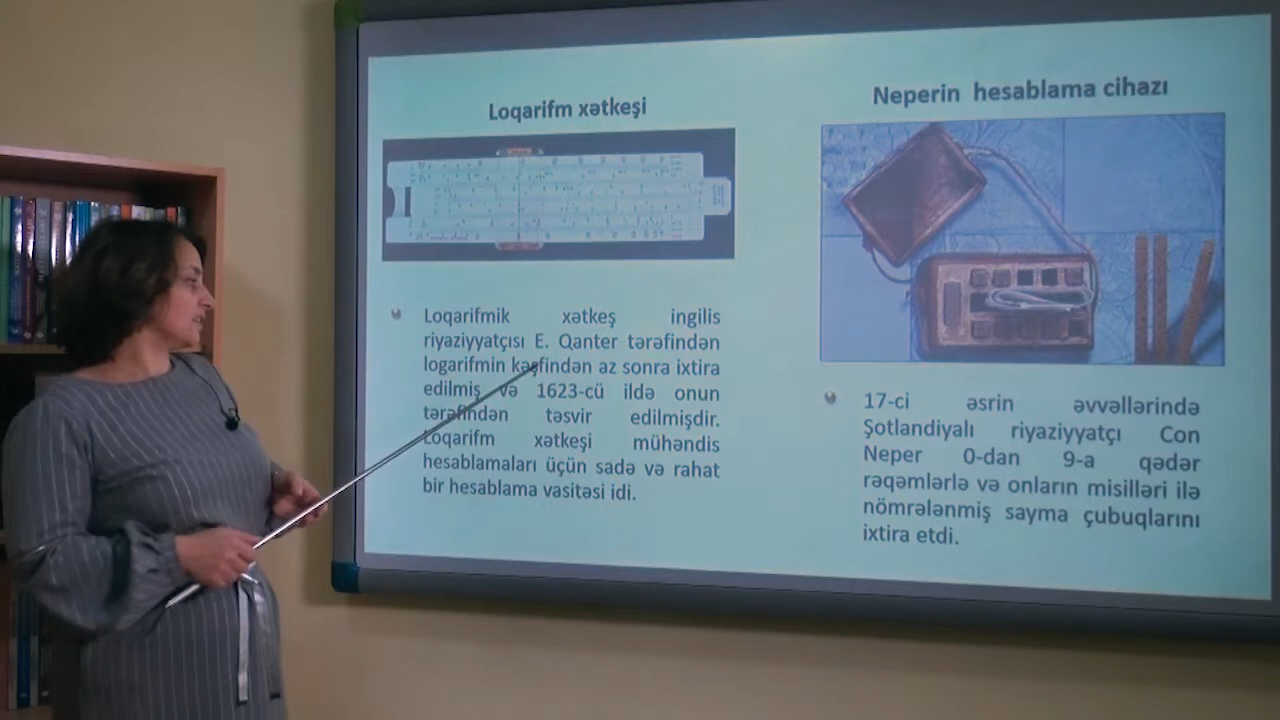 Loqarifm xətkeşi
Loqarifmik xətkeş ingilis
riyaziyyatçısı E. Qanter tərəfindən
logarifmin kəşfindən az sonra ixtira
edilmiş və 1623-cü ildə onun
tərəfindən təsvir edilmişdir.
Loqarifm xətkeşi mühəndis
hesablamaları üçün sadə və rahat
bir hesablama vasitəsi idi.
Neperin hesablama cihazı
17-ci əsrin əvvəllərində
Şotlandiyalı riyaziyyatçı Con
Neper 0-dan 9-a qədər
rəqəmlərlə və onların misilləri ilə
nömrələnmiş sayma çubuqlarını
ixtira etdi.